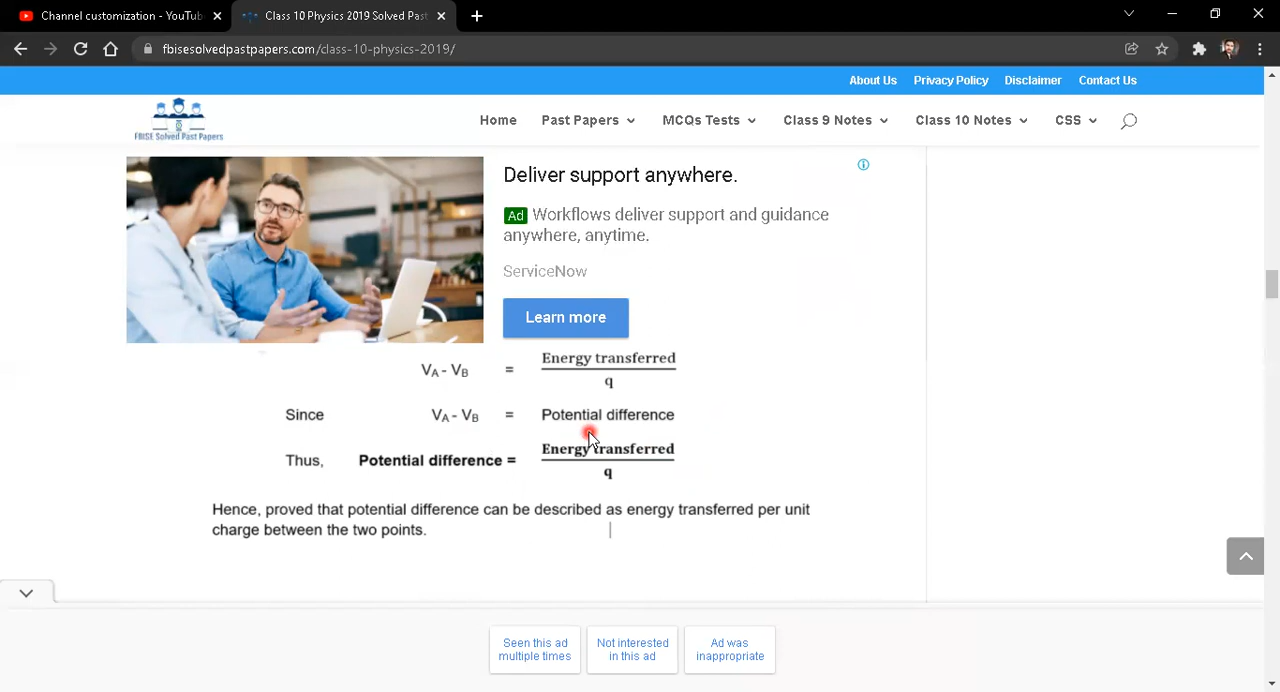 Channel customization - YouTub
Class 10 Physics 2019 Solved Past
fbisesolvedpastpapers.com/class-10-physics-2019/
About Us Privacy Policy Disclaimer Contact Us
FBISE Solved Past Papers
Home Past Papers MCQs Tests Class 9 Notes Class 10 Notes CSS
Deliver support anywhere.
Ad Workflows deliver support and guidance
anywhere, anytime.
ServiceNow
Learn more
VA - VB = Energy transferred
q
Since VA - VB = Potential difference
Thus, Potential difference = Energy transferred
q
Hence, proved that potential difference can be described as energy transferred per unit
charge between the two points.
Seen this ad Not interested Ad was
multiple times in this ad inappropriate